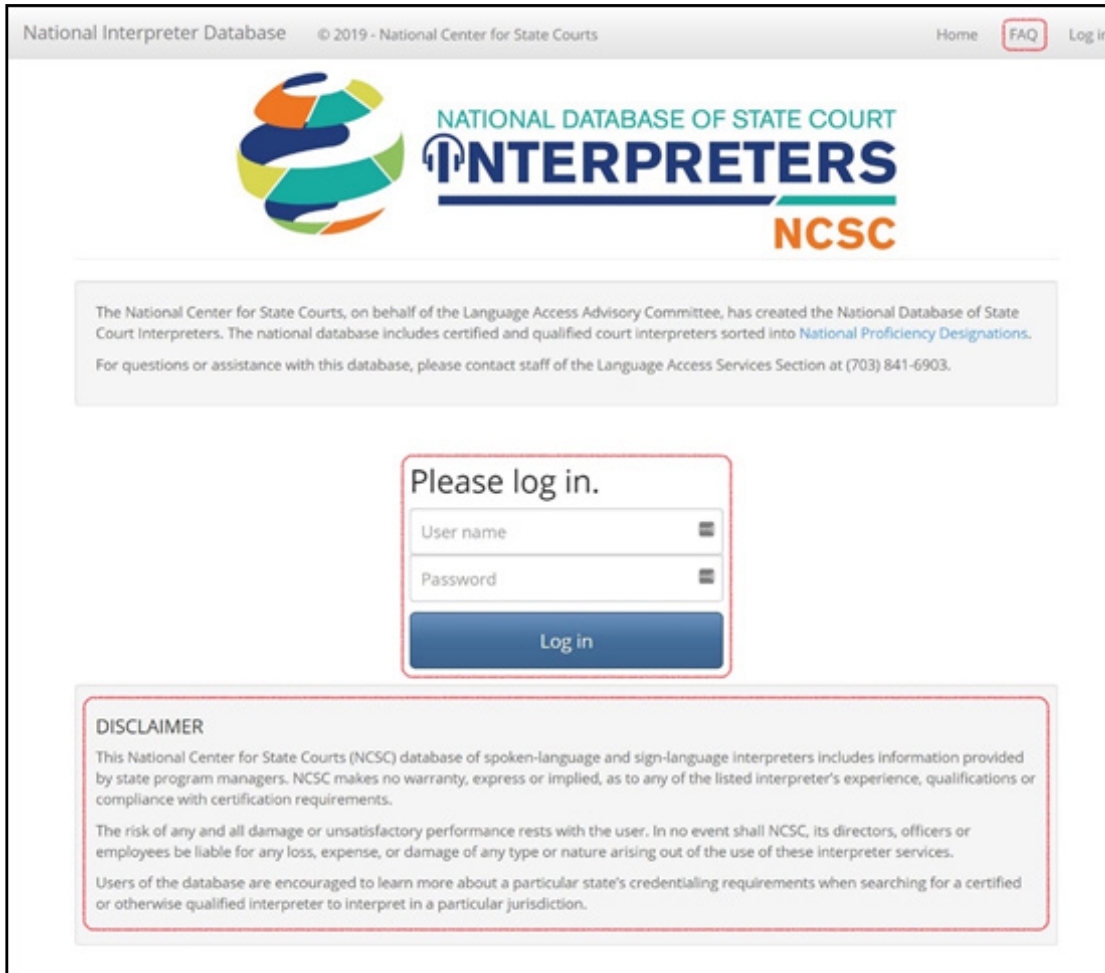 National Interpreter Database © 2019 - National Center for State Courts Home FAQ Log in
NATIONAL DATABASE OF STATE COURT
INTERPRETERS
NCSC
The National Center for State Courts, on behalf of the Language Access Advisory Committee, has created the National Database of State
Court Interpreters. The national database includes certified and qualified court interpreters sorted into National Proficiency Designations.
For questions or assistance with this database, please contact staff of the Language Access Services Section at (703) 841-6903.
Please log in.
User name
Password
Log in
DISCLAIMER
This National Center for State Courts (NCSC) database of spoken-language and sign-language interpreters includes information provided
by state program managers. NCSC makes no warranty, express or implied, as to any of the listed interpreter's experience, qualifications or
compliance with certification requirements.
The risk of any and all damage or unsatisfactory performance rests with the user. In no event shall NCSC, its directors, officers or
employees be liable for any loss, expense, or damage of any type or nature arising out of the use of these interpreter services.
Users of the database are encouraged to learn more about a particular state's credentialing requirements when searching for a certified
or otherwise qualified interpreter to interpret in a particular jurisdiction.